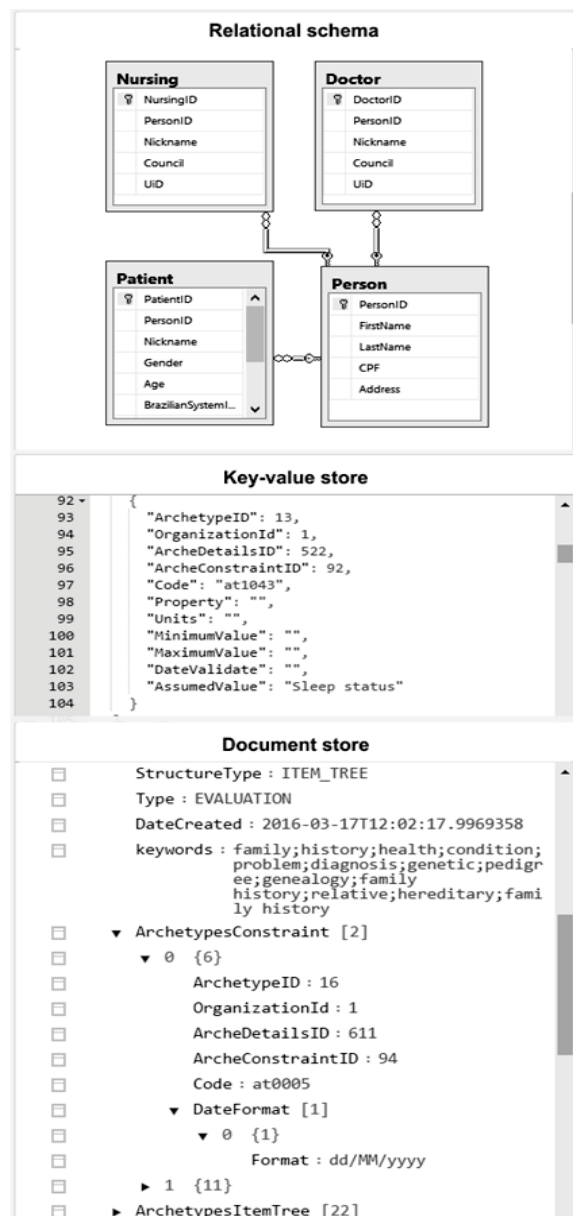 Relational schema
Nursing
NursingID
PersonID
Nickname
Council
UiD
Doctor
DoctorID
PersonID
Nickname
Council
UiD
Patient
PatientID
PersonID
Nickname
Gender
Age
BrazilianSystemI...
Person
PersonID
FirstName
LastName
CPF
Address
Key-value store
92 {
93 "ArchetypeID": 13,
94 "OrganizationId": 1,
95 "ArcheDetailsID": 522,
96 "ArcheConstraintID": 92,
97 "Code": "at1043",
98 "Property": "",
99 "Units": "",
100 "MinimumValue": "",
101 "MaximumValue": "",
102 "DateValidate": "",
103 "AssumedValue": "Sleep status"
104 }
Document store
StructureType : ITEM_TREE
Type : EVALUATION
DateCreated : 2016-03-17T12:02:17.9969358
keywords : family;history;health;condition;
problem;diagnosis;genetic;pedigr
ee;genealogy;family
history;relative;hereditary;fami
ly history
ArchetypesConstraint [2]
0 {6}
ArchetypeID : 16
OrganizationId : 1
ArcheDetailsID : 611
ArcheConstraintID : 94
Code : at0005
DateFormat [1]
0 {1}
Format : dd/MM/yyyy
1 {11}
ArchetypesItemTree [22]